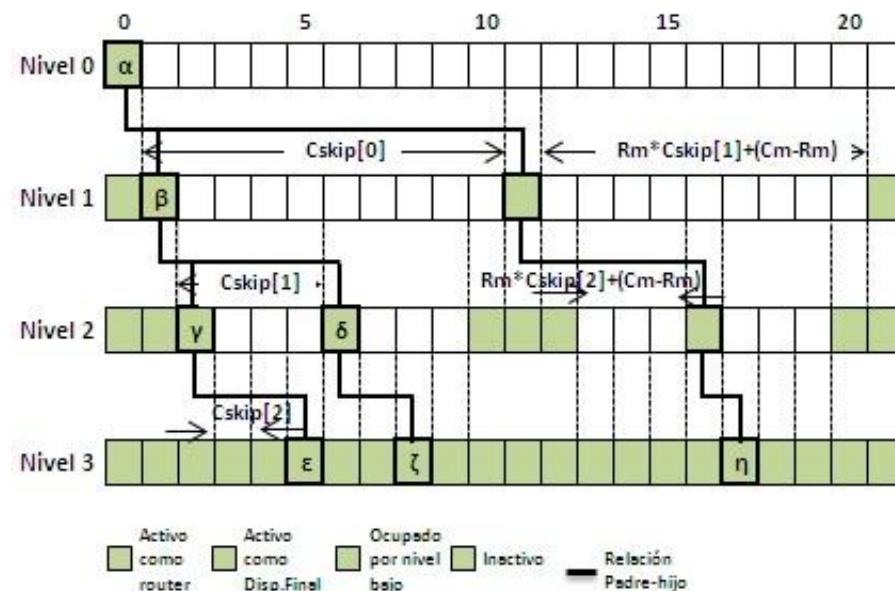 0 5 10 15 20
Nivel 0 α
Cskip[0] Rm*Cskip[1]+(Cm-Rm)
Nivel 1 β
Cskip[1] Rm*Cskip[2]+(Cm-Rm)
Nivel 2 γ δ
Cskip[2]
Nivel 3 ε ζ η
Activo como router
Activo como Disp.Final
Ocupado por nivel bajo
Inactivo
Relación Padre-hijo